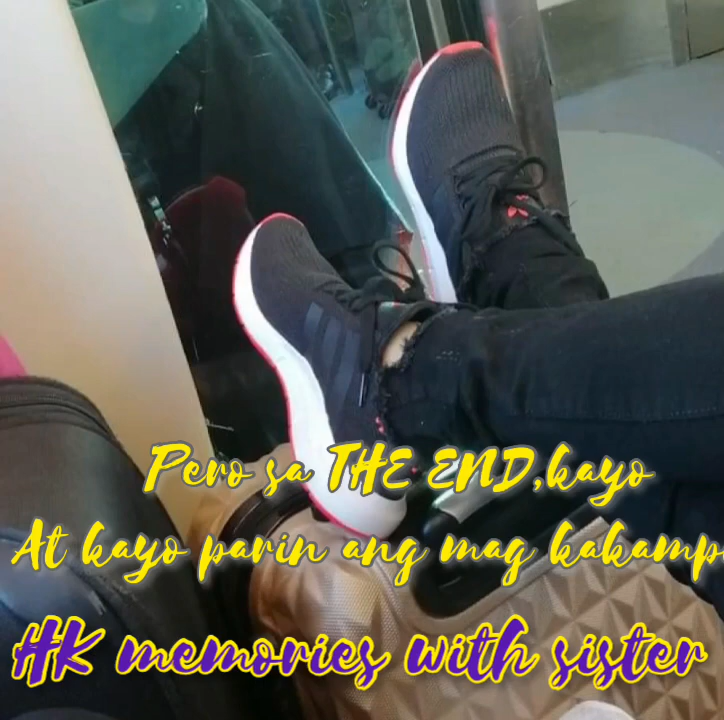 Pero sa THE END,kayo
At kayo parin ang mag kakamp
HK memories with sister